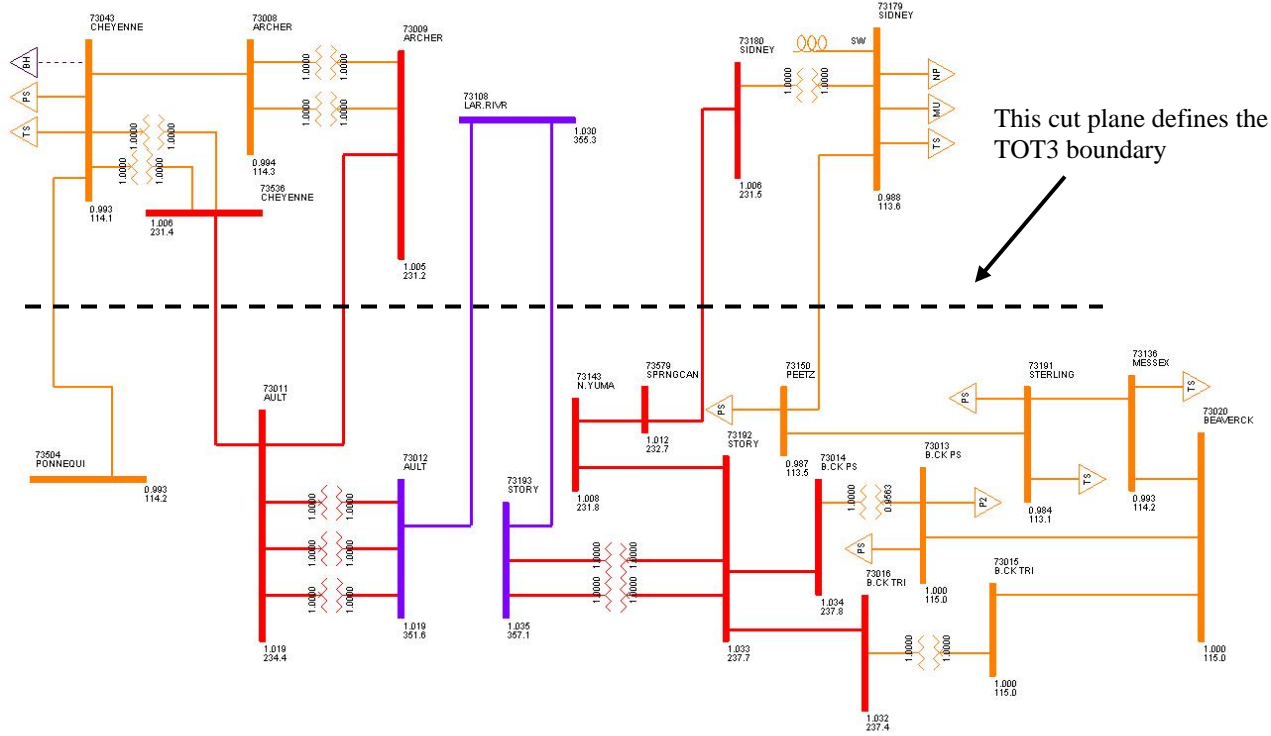 73043
CHEYENNE
73008
ARCHER
73009
ARCHER
73180
SIDNEY
73179
SIDNEY
SW
BH
PS
TS
1.0000
1.0000
1.0000
1.0000
1.0000
1.0000
1.0000
1.0000
1.0000
1.0000
NP
MU
TS
73108
LAR.RIVR
1.030
355.3
This cut plane defines the
TOT3 boundary
0.994
114.3
73536
CHEYENNE
0.993
114.1
1.006
231.4
1.005
231.2
1.006
231.5
0.988
113.6
73011
AULT
73143
N.YUMA
73579
SPRNGCAN
73150
PEETZ
73191
STERLING
73136
MESSEX
73020
BEAVERCK
PS
PS
TS
1.012
232.7
73192
STORY
73504
PONNEQUI
0.993
114.2
73012
AULT
73193
STORY
0.987
113.5
73014
B.CK PS
73013
B.CK PS
1.008
231.8
1.0000
0.9563
P2
TS
0.984
113.1
0.993
114.2
1.0000
1.0000
1.0000
1.0000
1.0000
1.0000
1.0000
1.0000
1.0000
1.0000
PS
73016
B.CK TRI
73015
B.CK TRI
1.034
237.8
1.000
115.0
1.019
234.4
1.019
351.6
1.035
357.1
1.033
237.7
1.0000
1.0000
1.000
115.0
1.000
115.0
1.032
237.4